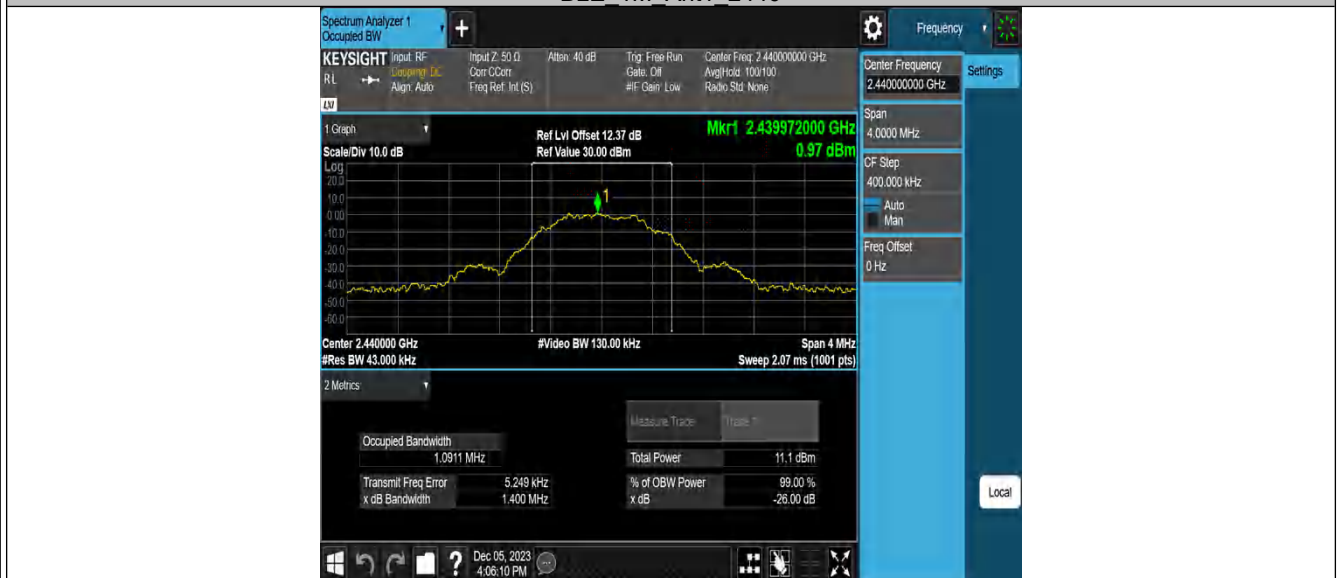 BLE_1M_Ant1_2440
Spectrum Analyzer 1
Occupied BW
+
Frequency
KEYSIGHT
RL
LXI
Input: RF
Coupling: DC
Align: Auto
Input Z: 50 Ω
Corr CCorr
Freq Ref: Int (S)
Atten: 40 dB
Trig: Free Run
Gate: Off
#IF Gain: Low
Center Freq: 2.440000000 GHz
Avg|Hold: 100/100
Radio Std: None
Center Frequency
2.440000000 GHz
Settings
Span
4.0000 MHz
CF Step
400.000 kHz
Auto
Man
Freq Offset
0 Hz
Local
1 Graph
Scale/Div 10.0 dB
Ref Lvl Offset 12.37 dB
Ref Value 30.00 dBm
Mkr1 2.439972000 GHz
0.97 dBm
Log
20.0
10.0
0.00
-10.0
-20.0
-30.0
-40.0
-50.0
-60.0
1
Center 2.440000 GHz
#Video BW 130.00 kHz
Span 4 MHz
#Res BW 43.000 kHz
Sweep 2.07 ms (1001 pts)
2 Metrics
Measure Trace
Trace 1
Occupied Bandwidth
1.0911 MHz
Total Power
11.1 dBm
Transmit Freq Error
5.249 kHz
% of OBW Power
99.00 %
x dB Bandwidth
1.400 MHz
x dB
-26.00 dB
?
Dec 05, 2023
4:06:10 PM